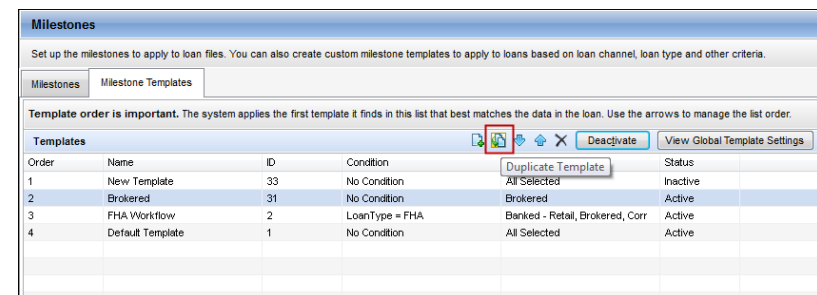 Milestones
Set up the milestones to apply to loan files. You can also create custom milestone templates to apply to loans based on loan channel, loan type and other criteria.
Milestones Milestone Templates
Template order is important. The system applies the first template it finds in this list that best matches the data in the loan. Use the arrows to manage the list order.
Templates Deactivate View Global Template Settings
Order Name ID Condition Duplicate Template Status
1 New Template 33 No Condition All Selected Inactive
2 Brokered 31 No Condition Brokered Active
3 FHA Workflow 2 LoanType = FHA Banked - Retail, Brokered, Corr Active
4 Default Template 1 No Condition All Selected Active